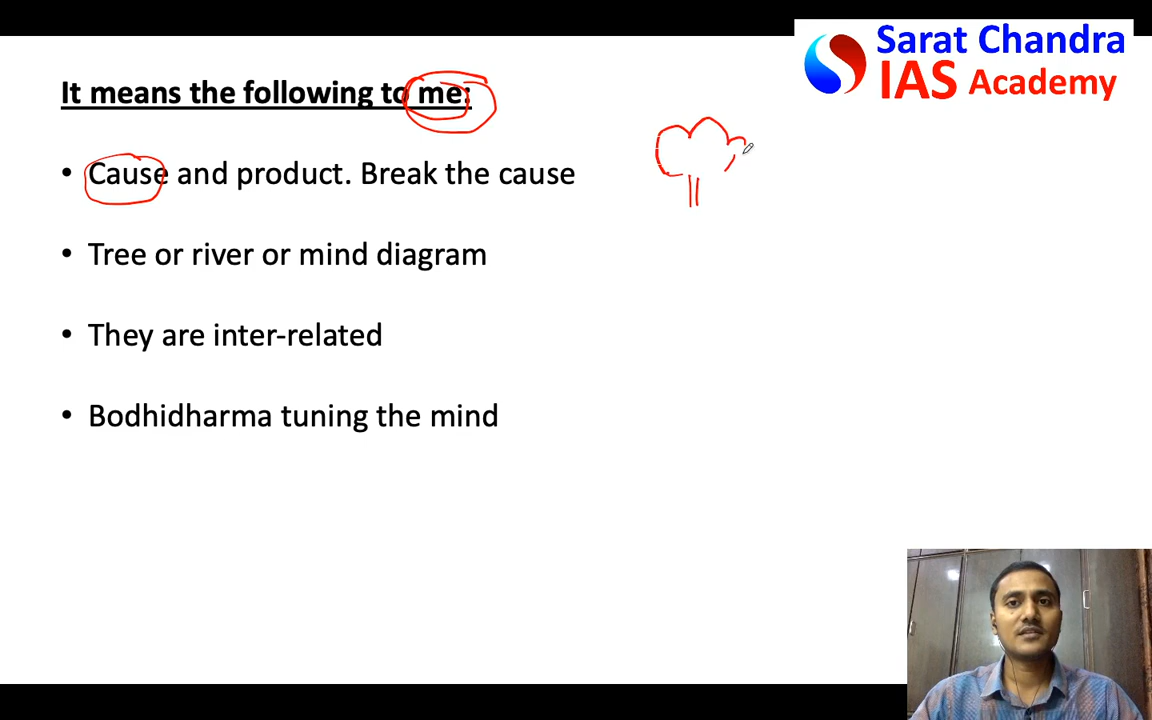 Sarat Chandra
IAS Academy
It means the following to me:
• Cause and product. Break the cause
• Tree or river or mind diagram
• They are inter-related
• Bodhidharma tuning the mind